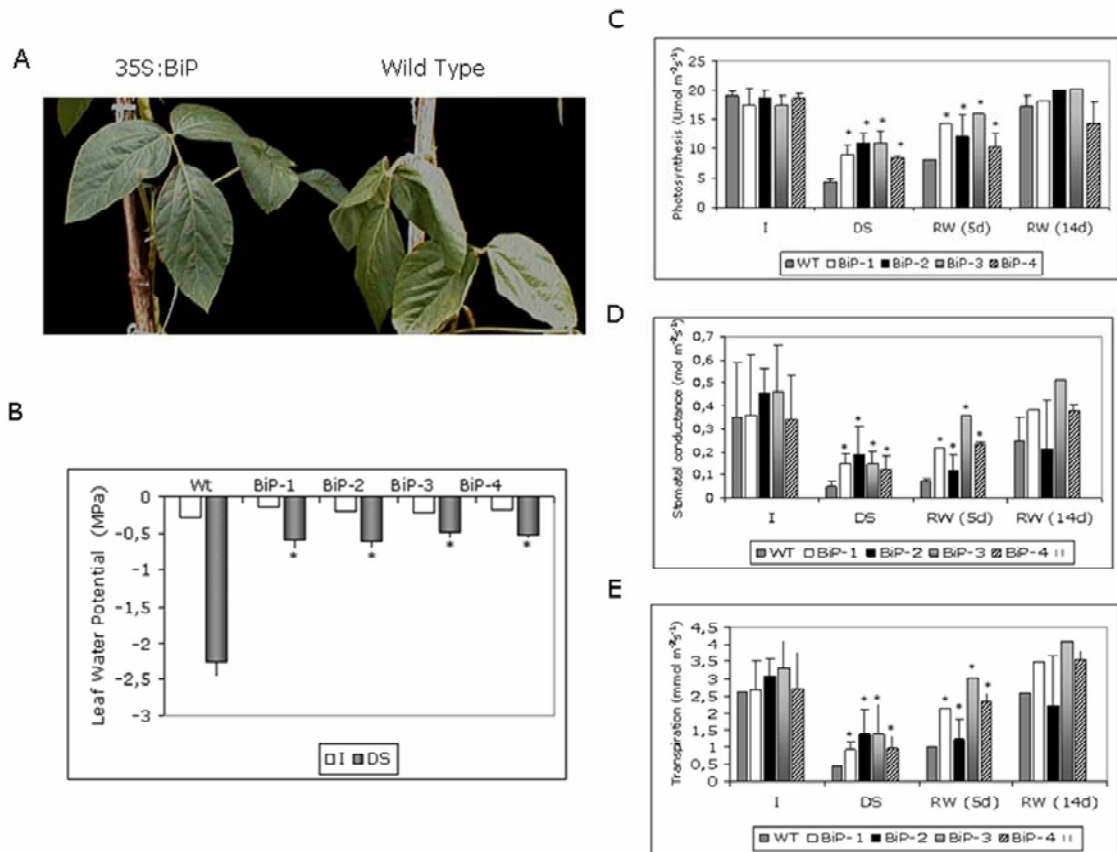 A
35S:BiP Wild Type
B
Wt BiP-1 BiP-2 BiP-3 BiP-4
Leaf Water Potential (MPa)
0
-0,5
-1
-1,5
-2
-2,5
-3
* * * *
I DS
C
Photosynthesis (Umol m⁻²s⁻¹)
25
20
15
10
5
0
* * * * * * * *
I DS RW (5d) RW (14d)
WT BiP-1 BiP-2 BiP-3 BiP-4
D
Stomatal conductance (mol m⁻²s⁻¹)
0,7
0,6
0,5
0,4
0,3
0,2
0,1
0
* * * * * * * *
I DS RW (5d) RW (14d)
WT BiP-1 BiP-2 BiP-3 BiP-4
E
Transpiration (mmol m⁻²s⁻¹)
4,5
4
3,5
3
2,5
2
1,5
1
0,5
0
* * * * * * * *
I DS RW (5d) RW (14d)
WT BiP-1 BiP-2 BiP-3 BiP-4